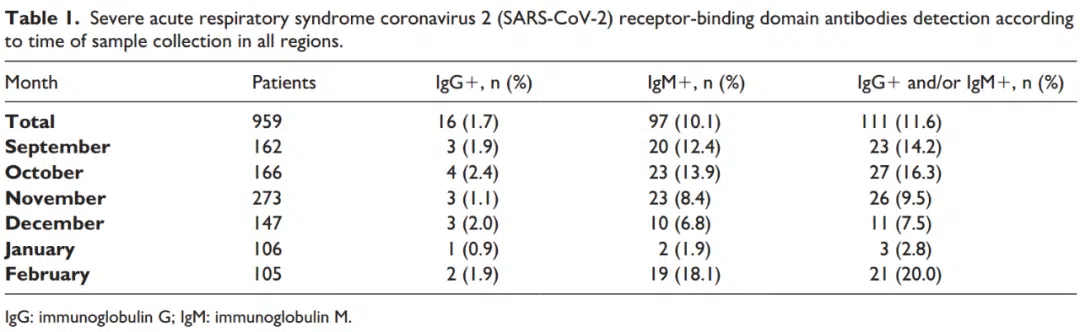 Table 1. Severe acute respiratory syndrome coronavirus 2 (SARS-CoV-2) receptor-binding domain antibodies detection according
to time of sample collection in all regions.
Month Patients IgG+, n (%) IgM+, n (%) IgG+ and/or IgM+, n (%)
Total 959 16 (1.7) 97 (10.1) 111 (11.6)
September 162 3 (1.9) 20 (12.4) 23 (14.2)
October 166 4 (2.4) 23 (13.9) 27 (16.3)
November 273 3 (1.1) 23 (8.4) 26 (9.5)
December 147 3 (2.0) 10 (6.8) 11 (7.5)
January 106 1 (0.9) 2 (1.9) 3 (2.8)
February 105 2 (1.9) 19 (18.1) 21 (20.0)
IgG: immunoglobulin G; IgM: immunoglobulin M.